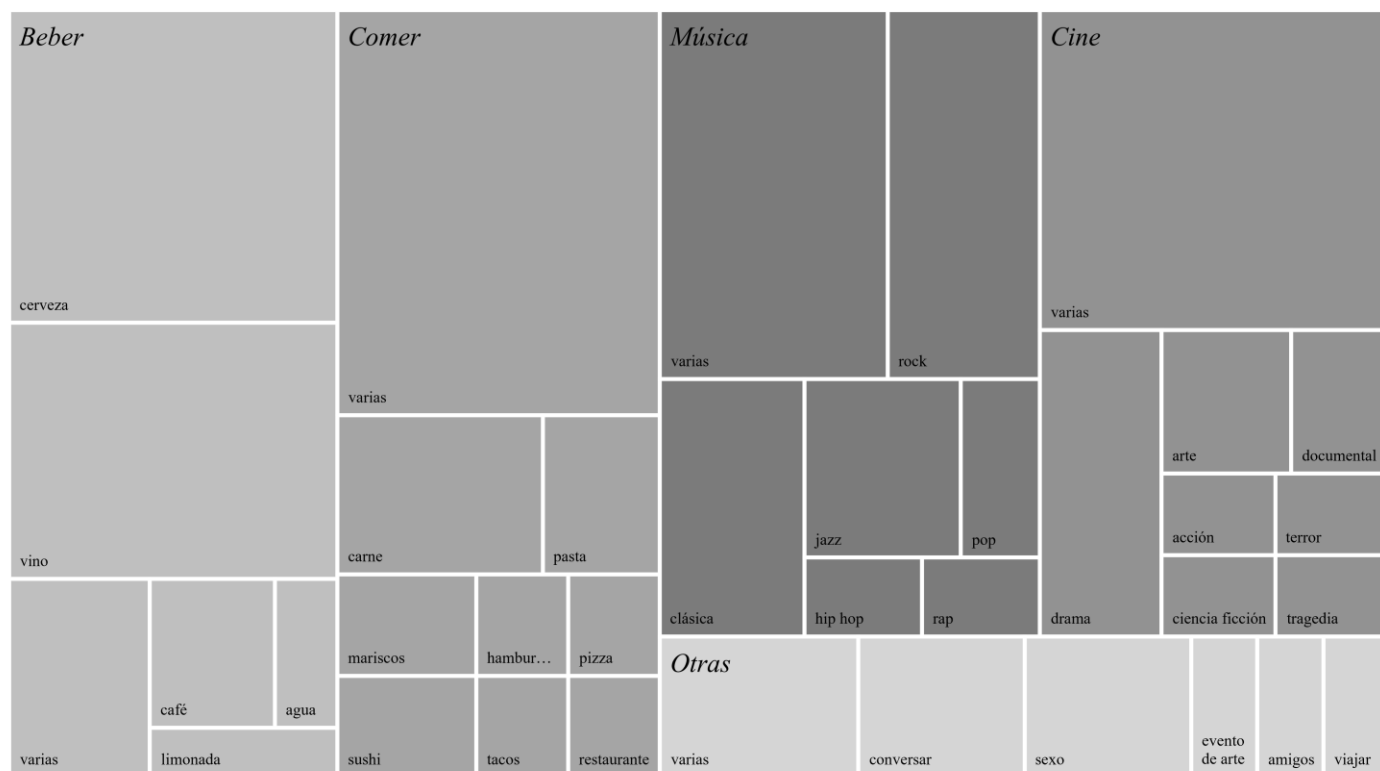 Beber
cerveza
vino
varias
café
agua
limonada
Comer
varias
carne
pasta
mariscos
hambur…
pizza
sushi
tacos
restaurante
Música
varias
rock
clásica
jazz
pop
hip hop
rap
Cine
varias
drama
arte
documental
acción
terror
ciencia ficción
tragedia
Otras
varias
conversar
sexo
evento
de arte
amigos
viajar